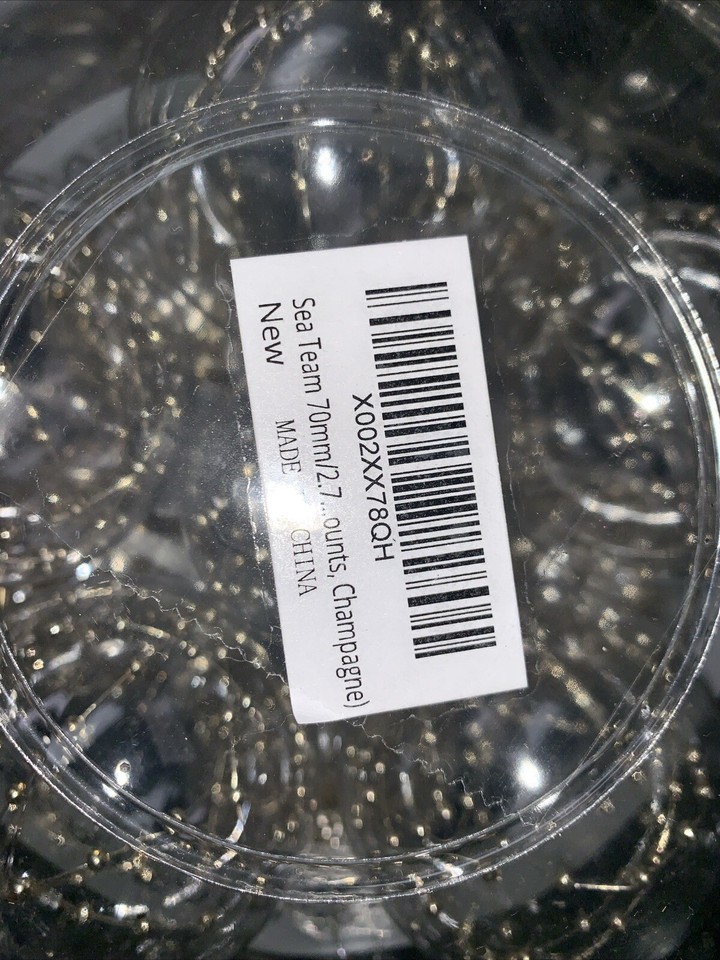 X002XX78QH
Sea Team 70mm/2.7 ...ounts, Champagne)
New
MADE CHINA